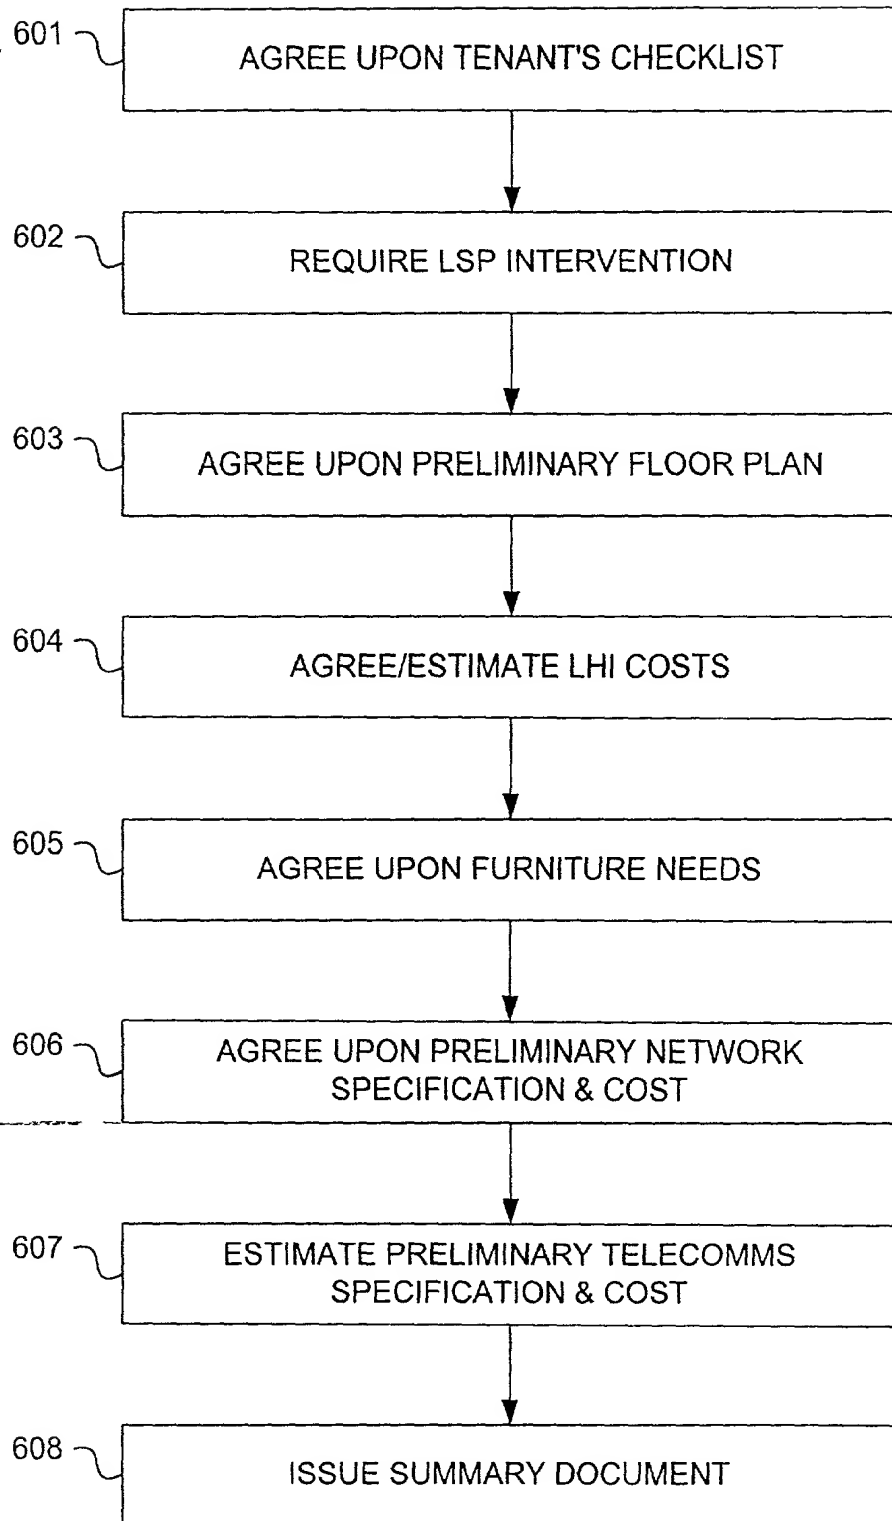 601
AGREE UPON TENANT'S CHECKLIST
602
REQUIRE LSP INTERVENTION
603
AGREE UPON PRELIMINARY FLOOR PLAN
604
AGREE/ESTIMATE LHI COSTS
605
AGREE UPON FURNITURE NEEDS
606
AGREE UPON PRELIMINARY NETWORK
SPECIFICATION & COST
607
ESTIMATE PRELIMINARY TELECOMMS
SPECIFICATION & COST
608
ISSUE SUMMARY DOCUMENT